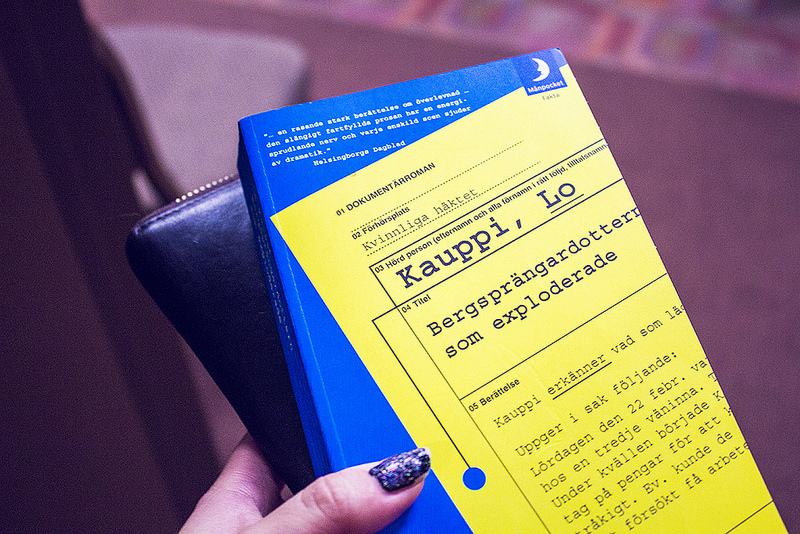 Månpocket
Fakta
"… en rasande stark berättelse om överlevnad …
den slängigt fartfyllda prosan har en energi-
sprudlande nerv och varje enskild scen sjuder
av dramatik."
Helsingborgs Dagblad
01 DOKUMENTÄRROMAN
02 Förhörsplats
Kvinnliga häktet
03 Hörd person (efternamn och alla förnamn i rätt följd, tilltalsnamn
Kauppi, Lo
04 Titel
Bergsprängardottern
som exploderade
05 Berättelse
Kauppi erkänner vad som
Uppger i sak följande:
Lördagen den 22 febr.
hos en tredje väninna.
Under kvällen började
tag på pengar för att
tråkigt. Ev. kunde de
försökt få